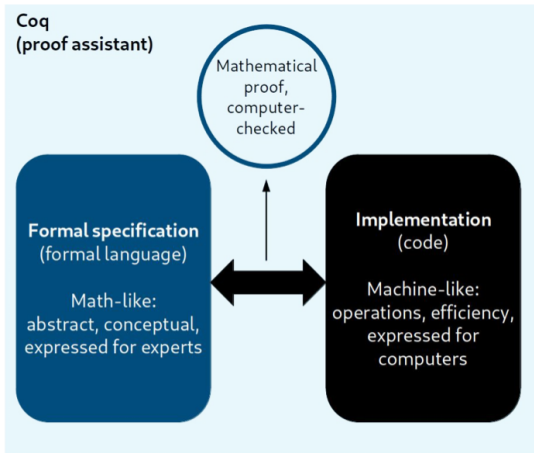 Coq
(proof assistant)
Mathematical
proof,
computer-
checked
Formal specification
(formal language)
Math-like:
abstract, conceptual,
expressed for experts
Implementation
(code)
Machine-like:
operations, efficiency,
expressed for
computers